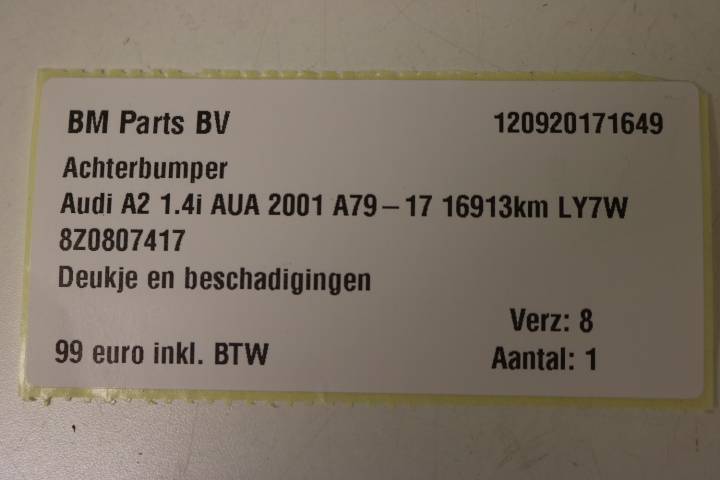 BM Parts BV 120920171649
Achterbumper
Audi A2 1.4i AUA 2001 A79-17 16913km LY7W
8Z0807417
Deukje en beschadigingen
Verz: 8
99 euro inkl. BTW Aantal: 1